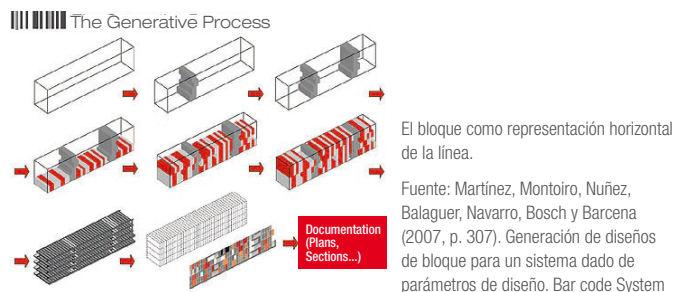 The Generative Process
El bloque como representación horizontal
de la línea.
Fuente: Martínez, Montoiro, Nuñez,
Balaguer, Navarro, Bosch y Barcena
(2007, p. 307). Generación de diseños
de bloque para un sistema dado de
parámetros de diseño. Bar code System
Documentation
(Plans,
Sections...)